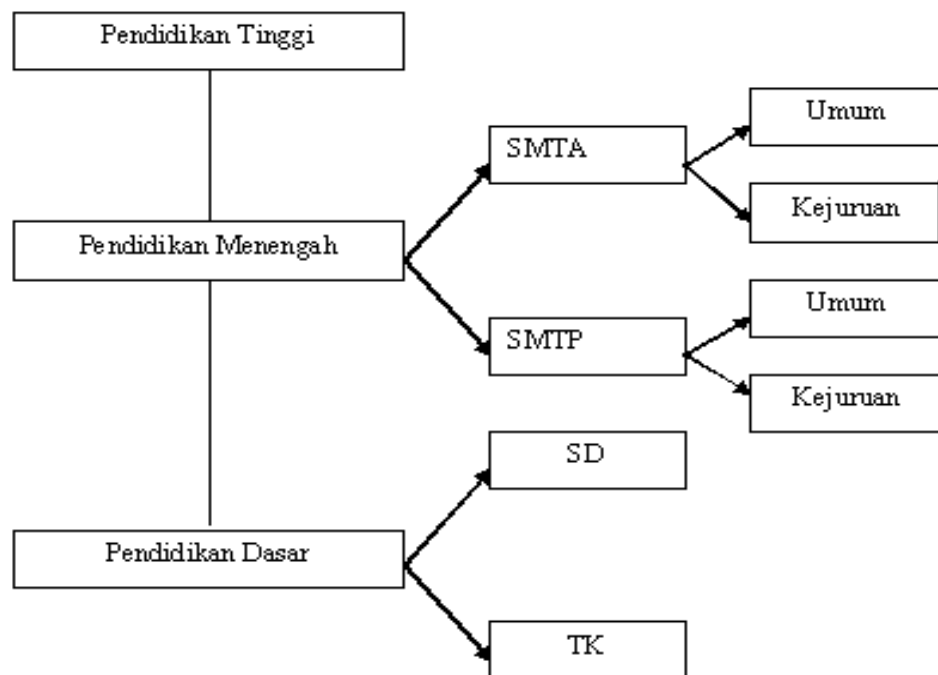 Pendidikan Tinggi
Umum
SMTA
Kejuruan
Pendidikan Menengah
Umum
SMTP
Kejuruan
SD
Pendidikan Dasar
TK